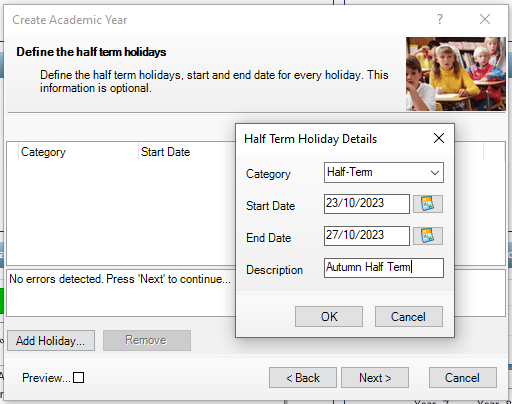 Create Academic Year
Define the half term holidays
Define the half term holidays, start and end date for every holiday. This
information is optional.
Category Start Date
Half Term Holiday Details
Category Half-Term
Start Date 23/10/2023
End Date 27/10/2023
Description Autumn Half Term
OK Cancel
No errors detected. Press 'Next' to continue...
Add Holiday... Remove
Preview... < Back Next > Cancel